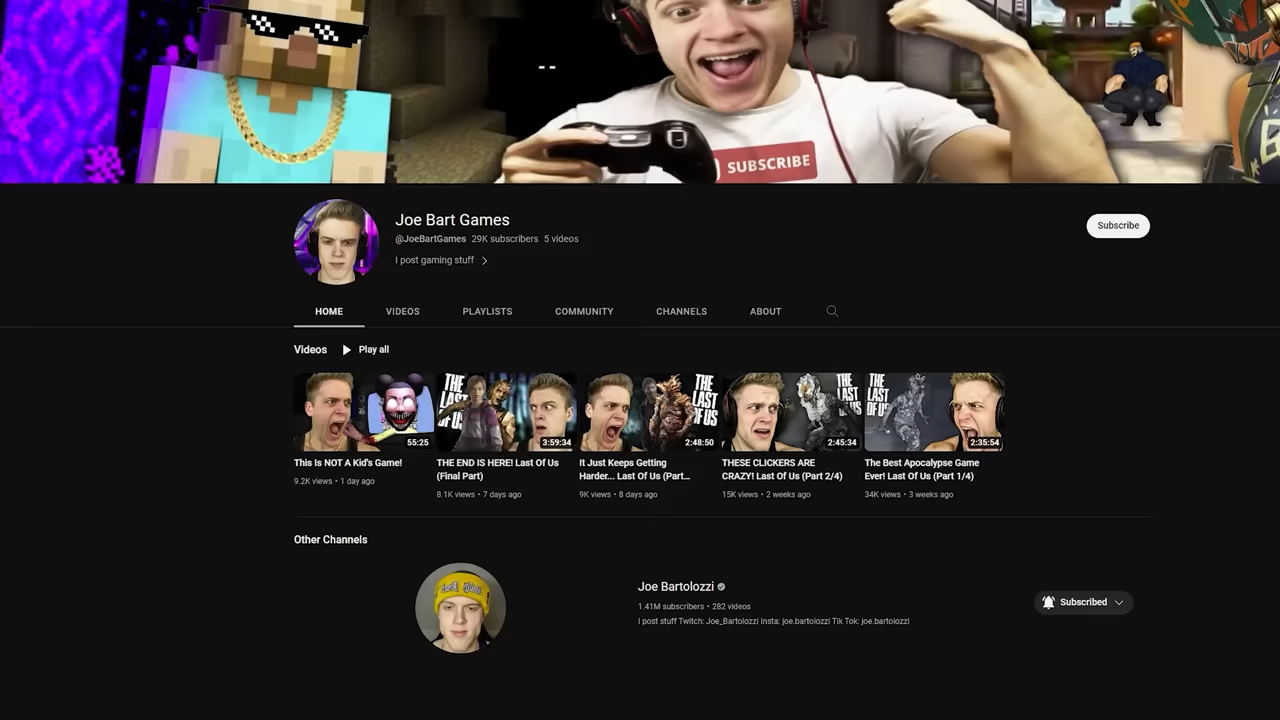 SUBSCRIBE
Joe Bart Games
@JoeBartGames 29K subscribers 5 videos
I post gaming stuff
Subscribe
HOME VIDEOS PLAYLISTS COMMUNITY CHANNELS ABOUT
Videos Play all
THE LAST OF US
THE LAST OF US
THE LAST OF US
THE LAST OF US
55:25 3:59:34 2:48:50 2:45:34 2:35:54
This Is NOT A Kid's Game! THE END IS HERE! Last Of Us It Just Keeps Getting THESE CLICKERS ARE The Best Apocalypse Game
(Final Part) Harder... Last Of Us (Part... CRAZY! Last Of Us (Part 2/4) Ever! Last Of Us (Part 1/4)
9.2K views • 1 day ago
8.1K views • 7 days ago 9K views • 8 days ago 15K views • 2 weeks ago 34K views • 3 weeks ago
Other Channels
Joe Bartolozzi
1.41M subscribers • 282 videos
I post stuff Twitch: Joe_Bartolozzi Insta: joe.bartolozzi Tik Tok: joe.bartolozzi
Subscribed